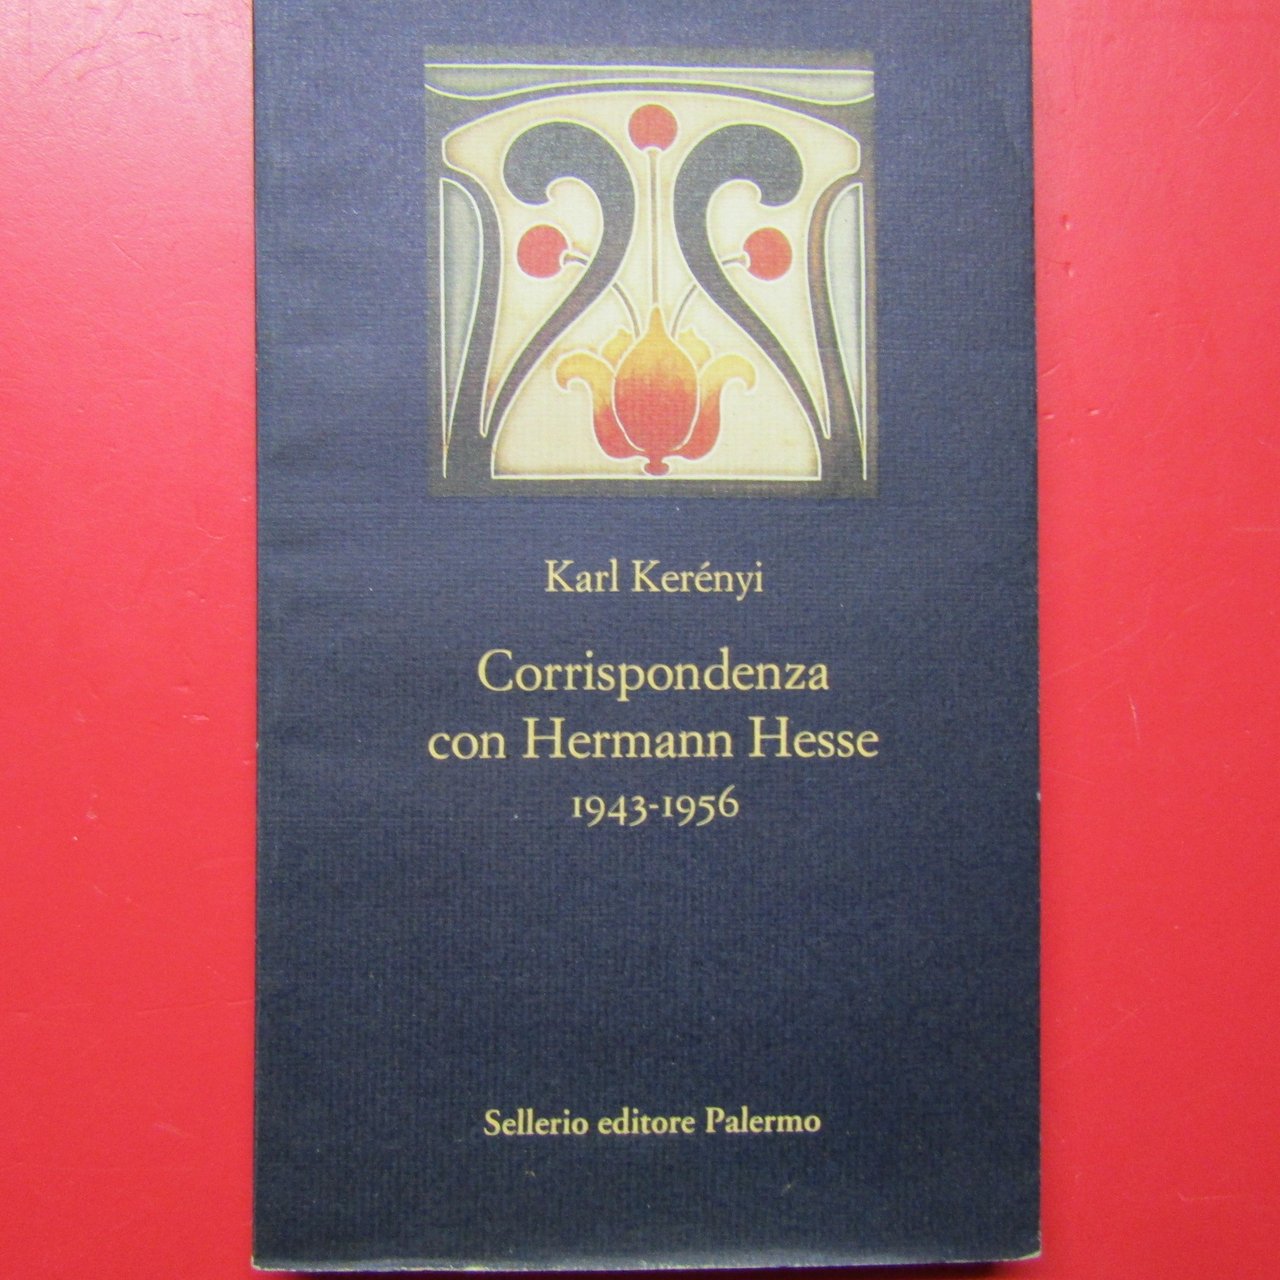 Karl Kerényi
Corrispondenza
con Hermann Hesse
1943-1956
Sellerio editore Palermo